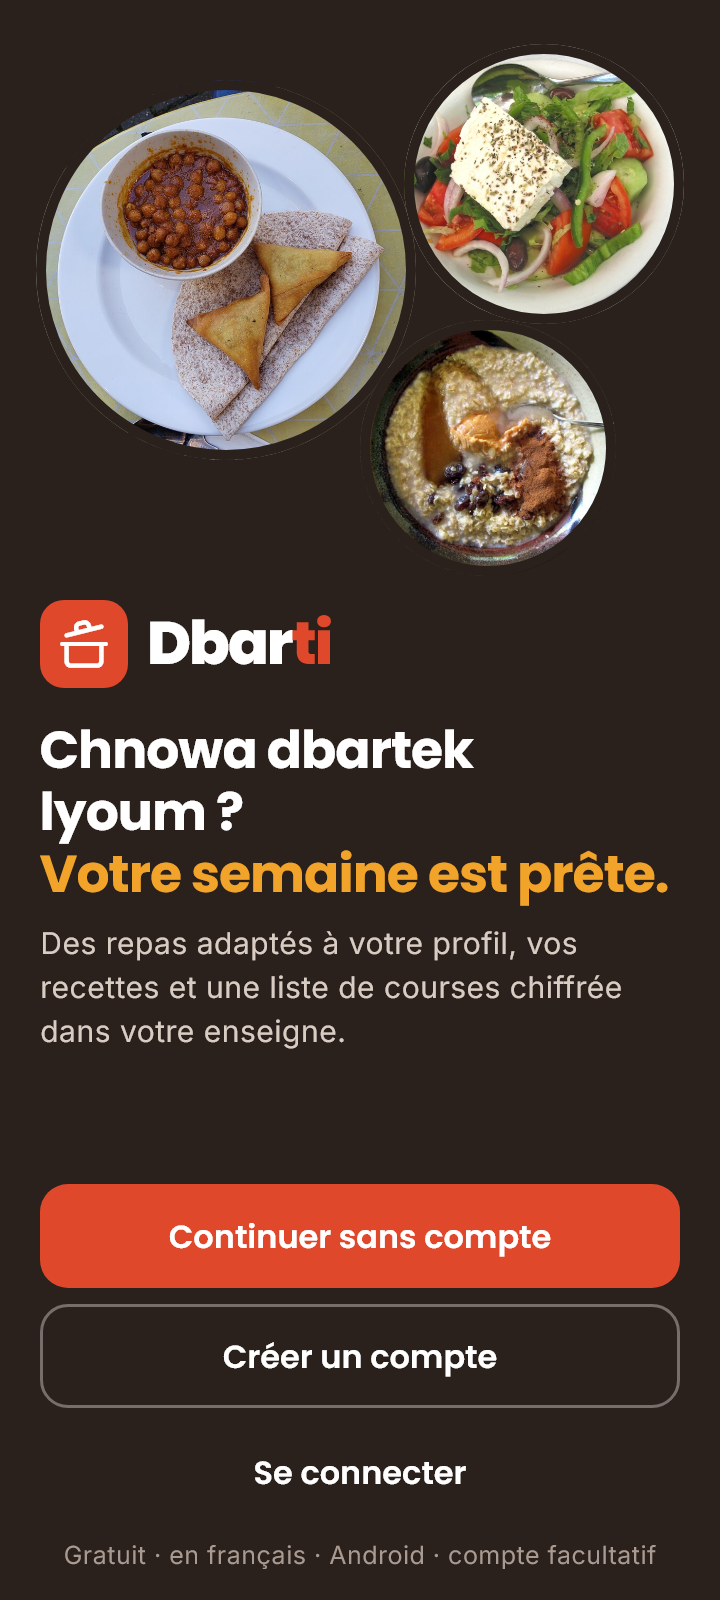 Dbarti
Chnowa dbartek
lyoum ?
Votre semaine est prête.
Des repas adaptés à votre profil, vos
recettes et une liste de courses chiffrée
dans votre enseigne.
Continuer sans compte
Créer un compte
Se connecter
Gratuit · en français · Android · compte facultatif